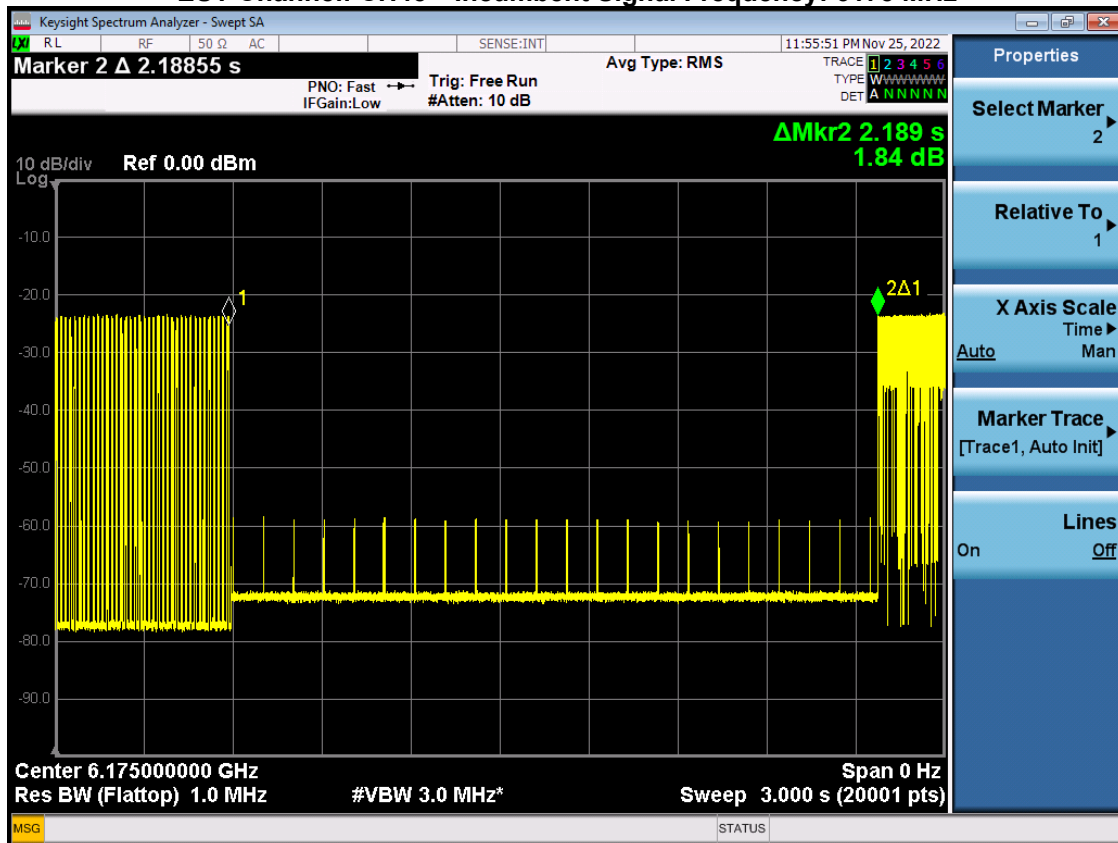 Keysight Spectrum Analyzer - Swept SA
LXI RL RF 50 Ω AC SENSE:INT 11:55:51 PM Nov 25, 2022
Marker 2 Δ 2.18855 s
PNO: Fast
IFGain:Low
Trig: Free Run
#Atten: 10 dB
Avg Type: RMS
TRACE 1 2 3 4 5 6
TYPE WWWWWW
DET A N N N N N
ΔMkr2 2.189 s
1.84 dB
10 dB/div Ref 0.00 dBm
Log
-10.0
-20.0
-30.0
-40.0
-50.0
-60.0
-70.0
-80.0
-90.0
1
2Δ1
Center 6.175000000 GHz
Span 0 Hz
Res BW (Flattop) 1.0 MHz
#VBW 3.0 MHz*
Sweep 3.000 s (20001 pts)
MSG
STATUS
Properties
Select Marker
2
Relative To
1
X Axis Scale
Time
Auto Man
Marker Trace
[Trace1, Auto Init]
Lines
On Off